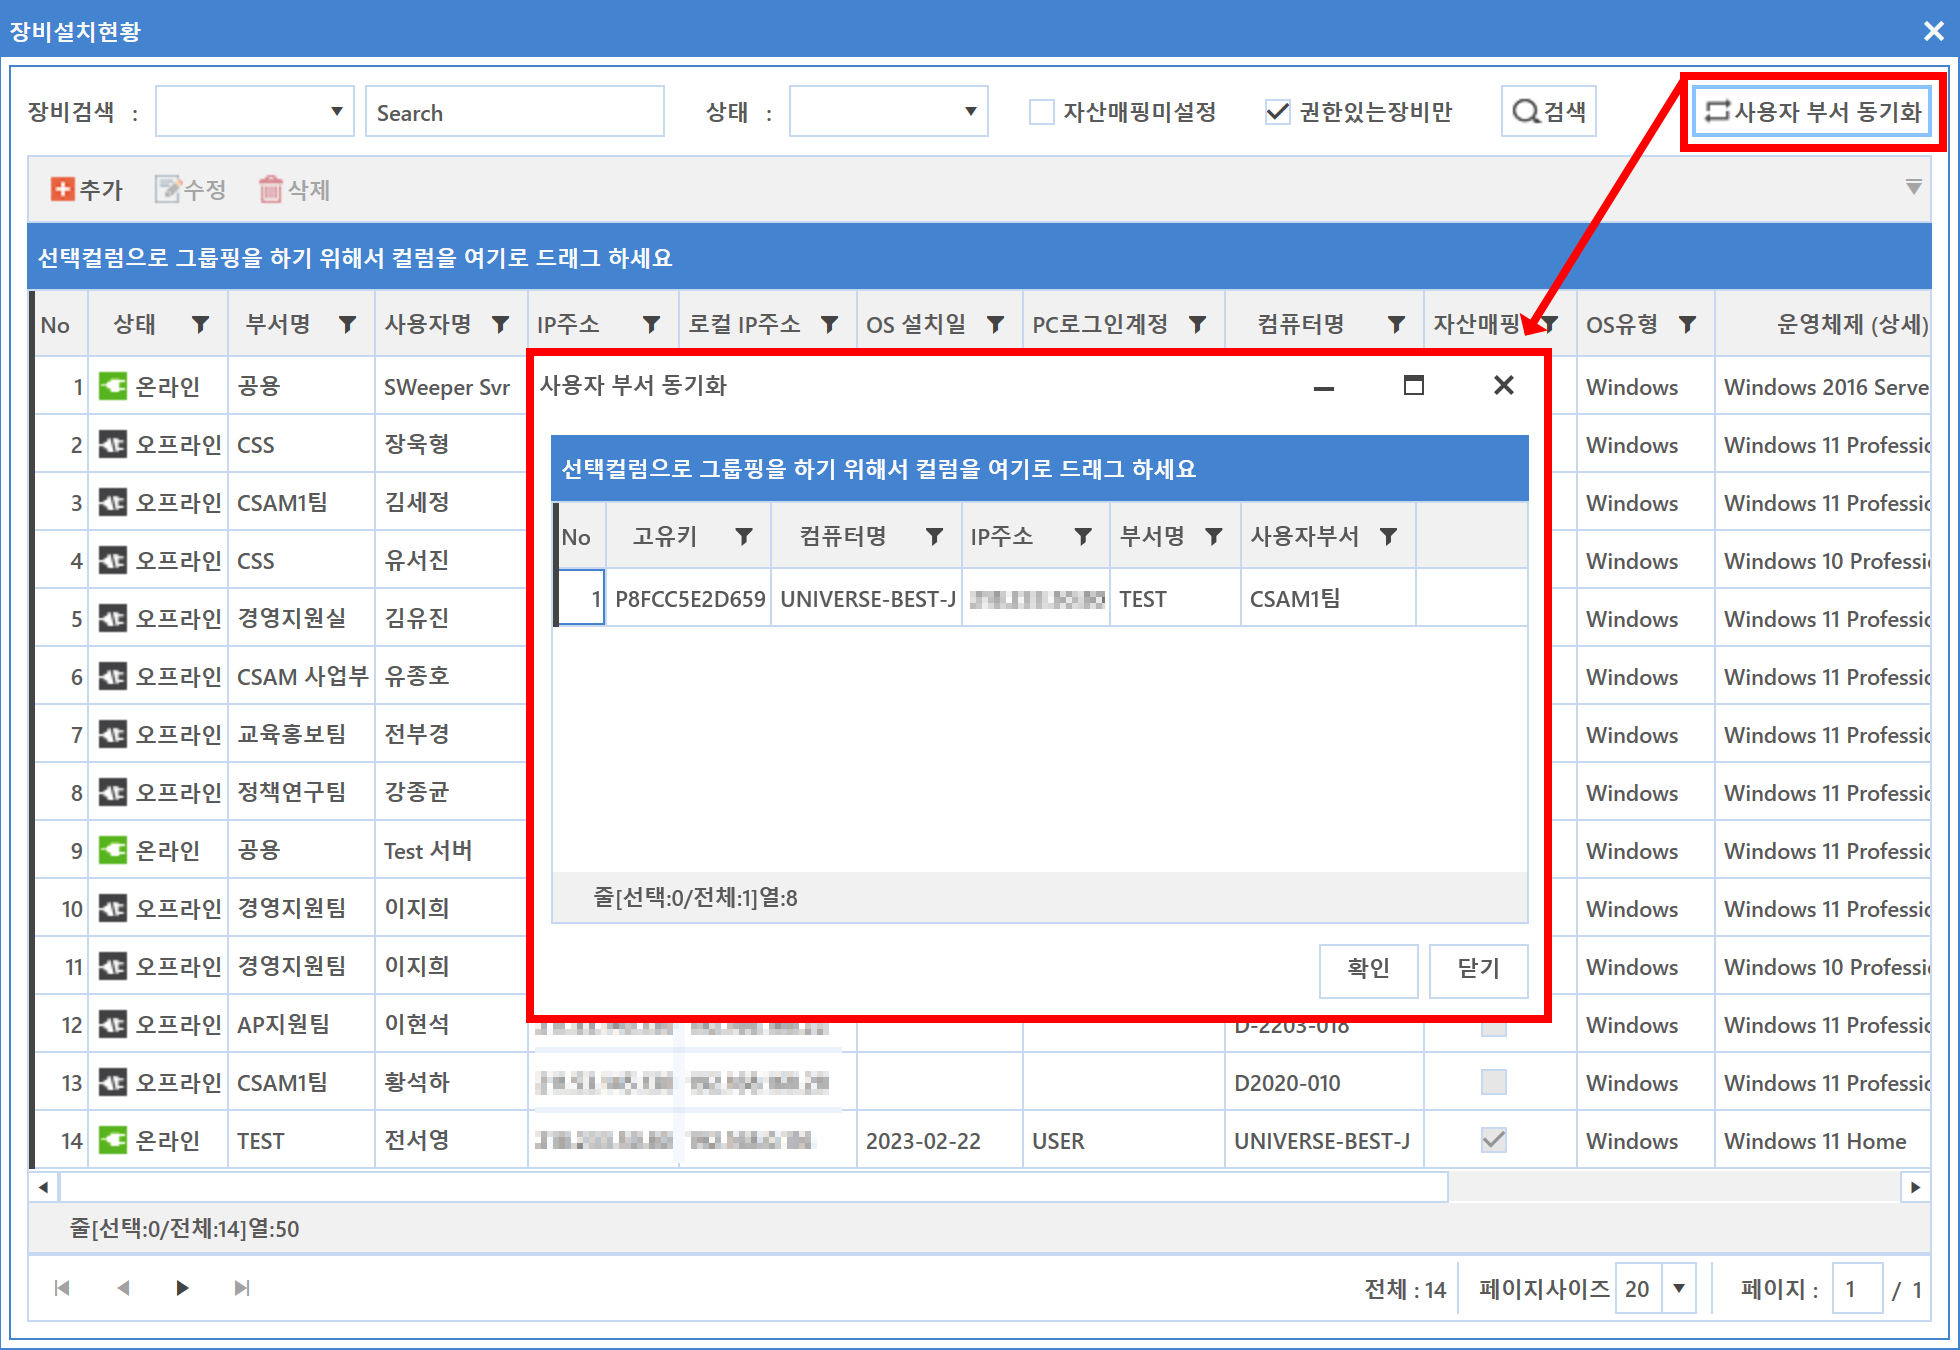 장비설치현황
장비검색 : Search 상태 : 자산매핑미설정 권한있는장비만 검색 사용자 부서 동기화
추가 수정 삭제
선택컬럼으로 그룹핑을 하기 위해서 컬럼을 여기로 드래그 하세요
No 상태 부서명 사용자명 IP주소 로컬 IP주소 OS 설치일 PC로그인계정 컴퓨터명 자산매핑 OS유형 운영체제 (상세)
1 온라인 공용 SWeeper Svr Windows Windows 2016 Serve
2 오프라인 CSS 장욱형 Windows Windows 11 Professic
3 오프라인 CSAM1팀 김세정 Windows Windows 11 Professic
4 오프라인 CSS 유서진 Windows Windows 10 Professi
5 오프라인 경영지원실 김유진 Windows Windows 11 Professic
6 오프라인 CSAM 사업부 유종호 Windows Windows 11 Professic
7 오프라인 교육홍보팀 전부경 Windows Windows 11 Professic
8 오프라인 정책연구팀 강종균 Windows Windows 11 Professic
9 온라인 공용 Test 서버 Windows Windows 11 Professic
10 오프라인 경영지원팀 이지희 Windows Windows 11 Professic
11 오프라인 경영지원팀 이지희 Windows Windows 10 Professi
12 오프라인 AP지원팀 이현석 D-2203-018 Windows Windows 11 Professic
13 오프라인 CSAM1팀 황석하 D2020-010 Windows Windows 11 Professic
14 온라인 TEST 전서영 2023-02-22 USER UNIVERSE-BEST-J Windows Windows 11 Home
사용자 부서 동기화
선택컬럼으로 그룹핑을 하기 위해서 컬럼을 여기로 드래그 하세요
No 고유키 컴퓨터명 IP주소 부서명 사용자부서
1 P8FCC5E2D659 UNIVERSE-BEST-J TEST CSAM1팀
줄[선택:0/전체:1]열:8
확인 닫기
줄[선택:0/전체:14]열:50
전체 : 14 페이지사이즈 20 페이지 : 1 / 1